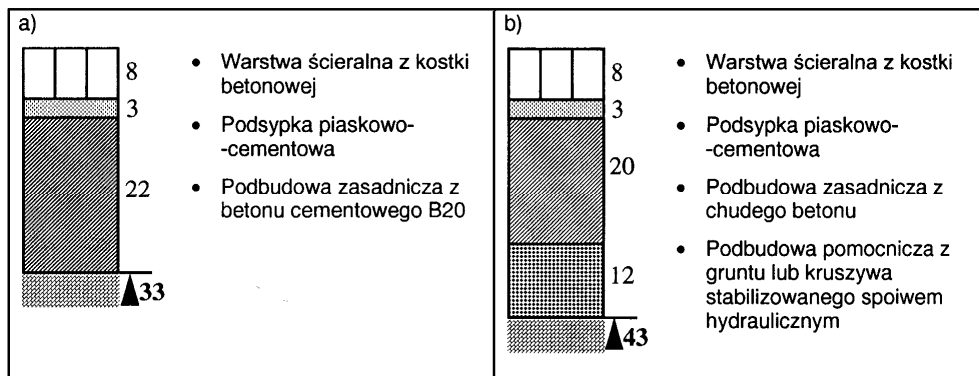 a)
8
3
22
33
• Warstwa ścieralna z kostki
betonowej
• Podsypka piaskowo-
-cementowa
• Podbudowa zasadnicza z
betonu cementowego B20
b)
8
3
20
12
43
• Warstwa ścieralna z kostki
betonowej
• Podsypka piaskowo-
-cementowa
• Podbudowa zasadnicza z
chudego betonu
• Podbudowa pomocnicza z
gruntu lub kruszywa
stabilizowanego spoiwem
hydraulicznym